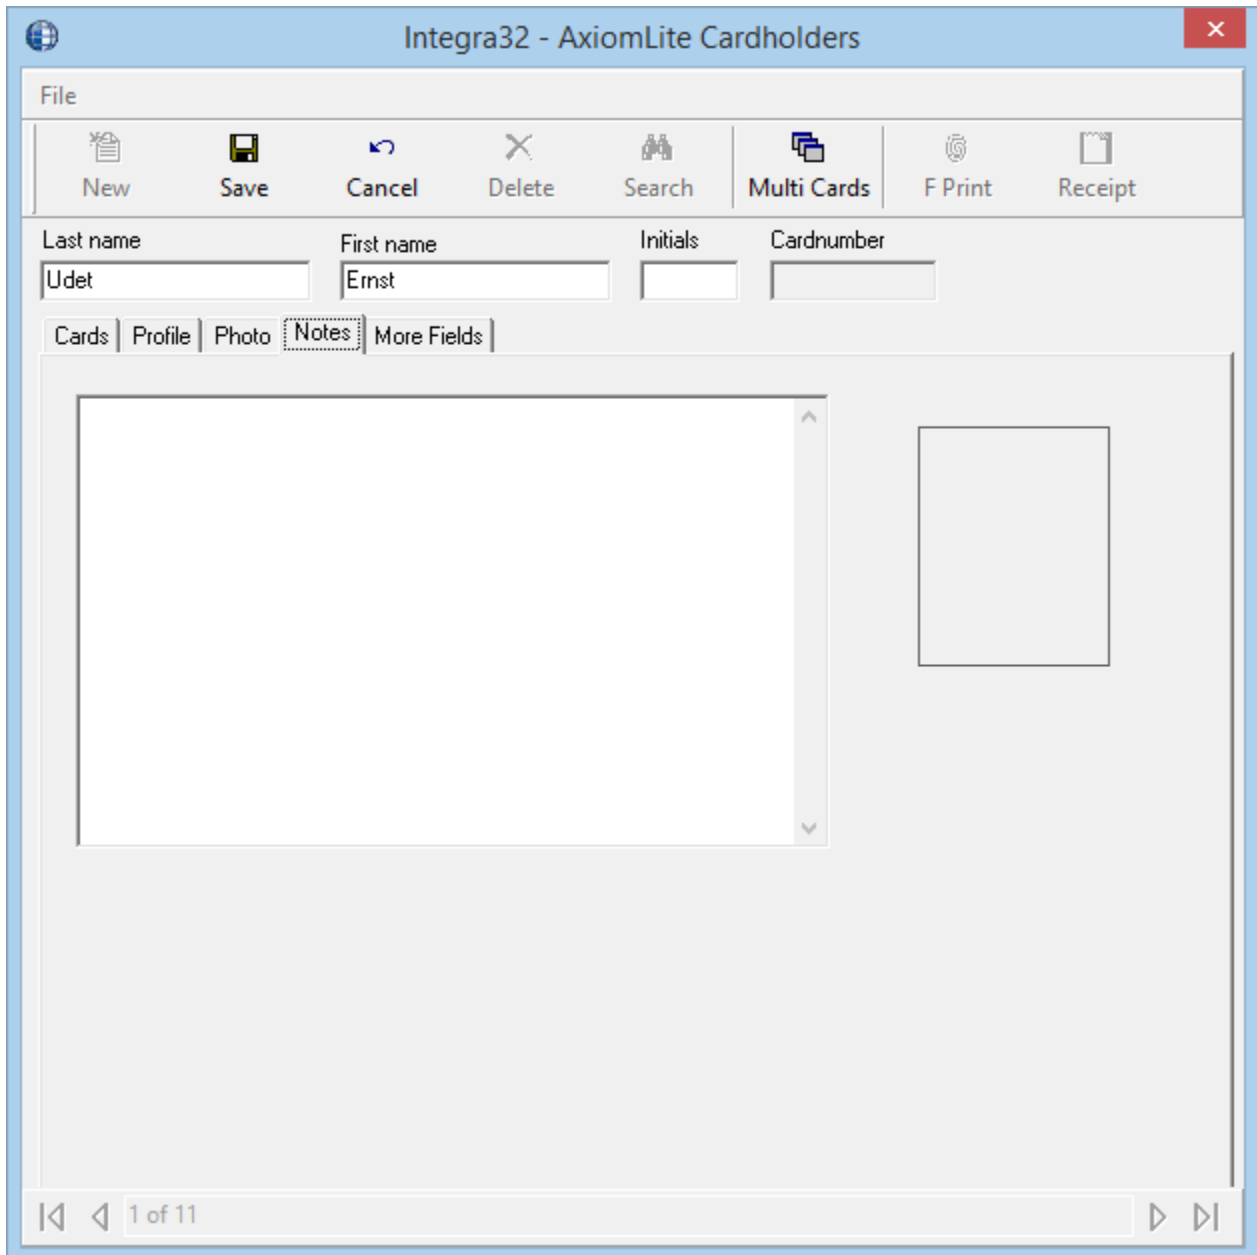 Integra32 - AxiomLite Cardholders
File
New Save Cancel Delete Search Multi Cards F Print Receipt
Last name First name Initials Cardnumber
Udet Ernst
Cards Profile Photo Notes More Fields
1 of 11